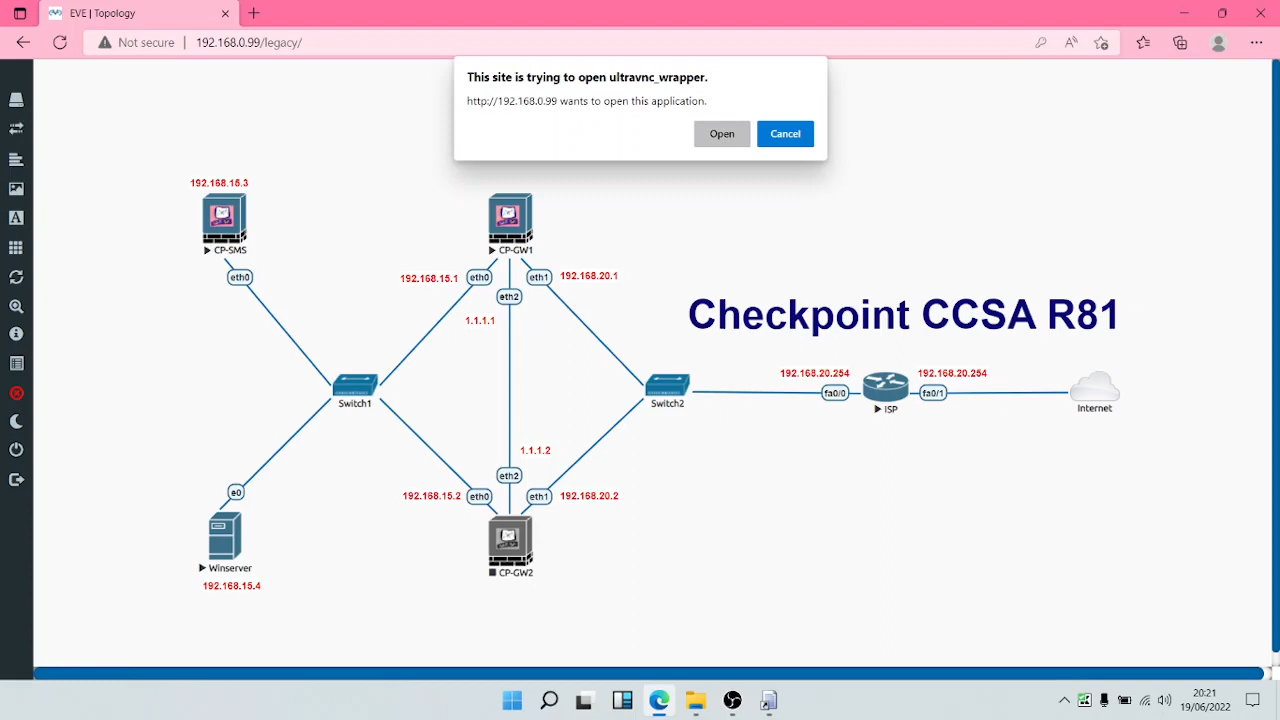 EVE | Topology
Not secure
192.168.0.99/legacy/
This site is trying to open ultravnc_wrapper.
http://192.168.0.99 wants to open this application.
Open
Cancel
192.168.15.3
CP-SMS
CP-GW1
eth0
192.168.15.1
eth0
eth1
192.168.20.1
eth2
1.1.1.1
Checkpoint CCSA R81
Switch1
Switch2
192.168.20.254
fa0/0
ISP
192.168.20.254
fa0/1
Internet
1.1.1.2
eth2
e0
192.168.15.2
eth0
eth1
192.168.20.2
Winserver
CP-GW2
192.168.15.4
20:21
19/06/2022